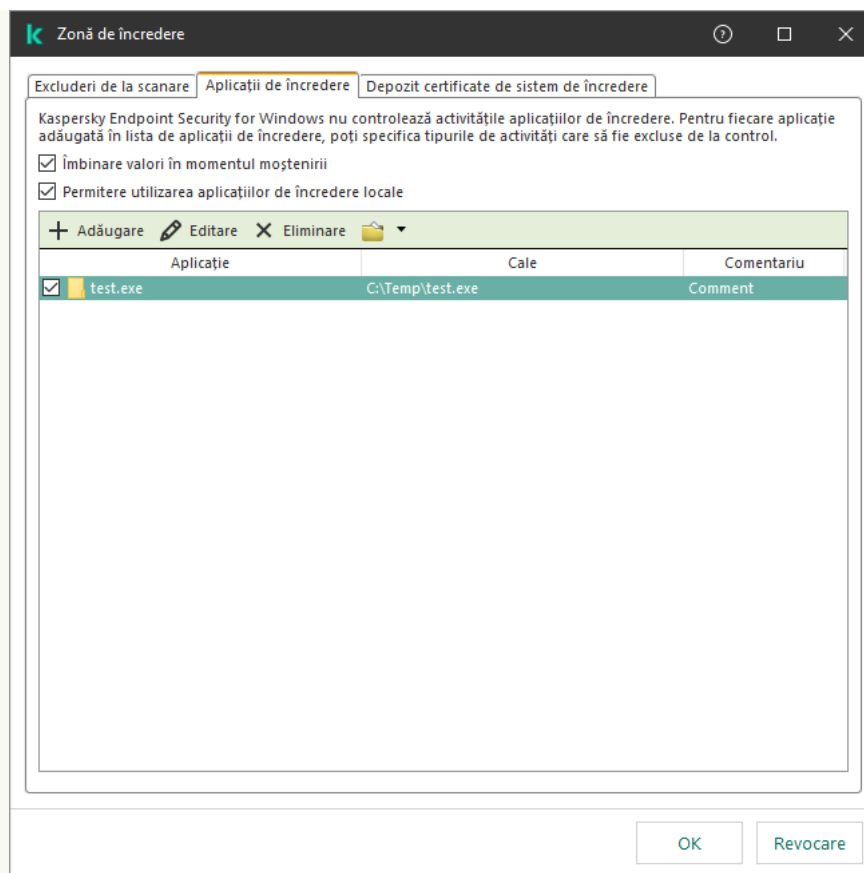 Zonă de încredere
Excluderi de la scanare Aplicații de încredere Depozit certificate de sistem de încredere
Kaspersky Endpoint Security for Windows nu controlează activitățile aplicațiilor de încredere. Pentru fiecare aplicație
adăugată în lista de aplicații de încredere, poți specifica tipurile de activități care să fie excluse de la control.
Îmbinare valori în momentul moștenirii
Permitere utilizarea aplicațiilor de încredere locale
Adăugare Editare Eliminare
Aplicație Cale Comentariu
test.exe C:\Temp\test.exe Comment
OK Revocare